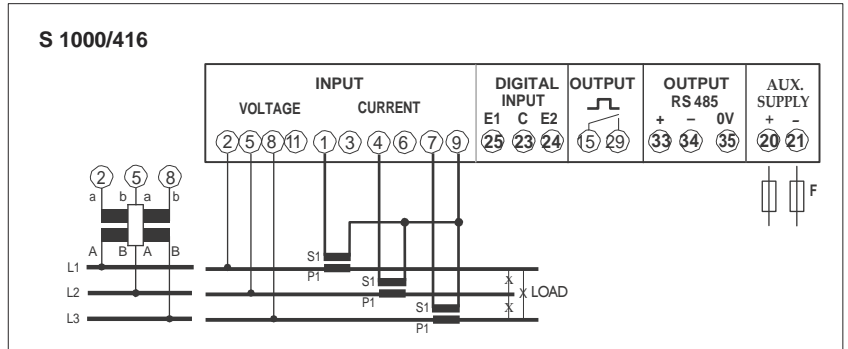 S 1000/416
INPUT
VOLTAGE
CURRENT
DIGITAL
INPUT
E1 C E2
OUTPUT
OUTPUT
RS 485
+ – 0V
AUX.
SUPPLY
+ –
2 5 8 11 1 3 4 6 7 9 25 23 24 15 29 33 34 35 20 21
F
2 5 8
a b a b
A B A B
L1
L2
L3
S1
P1
S1
P1
S1
P1
X
X LOAD
X